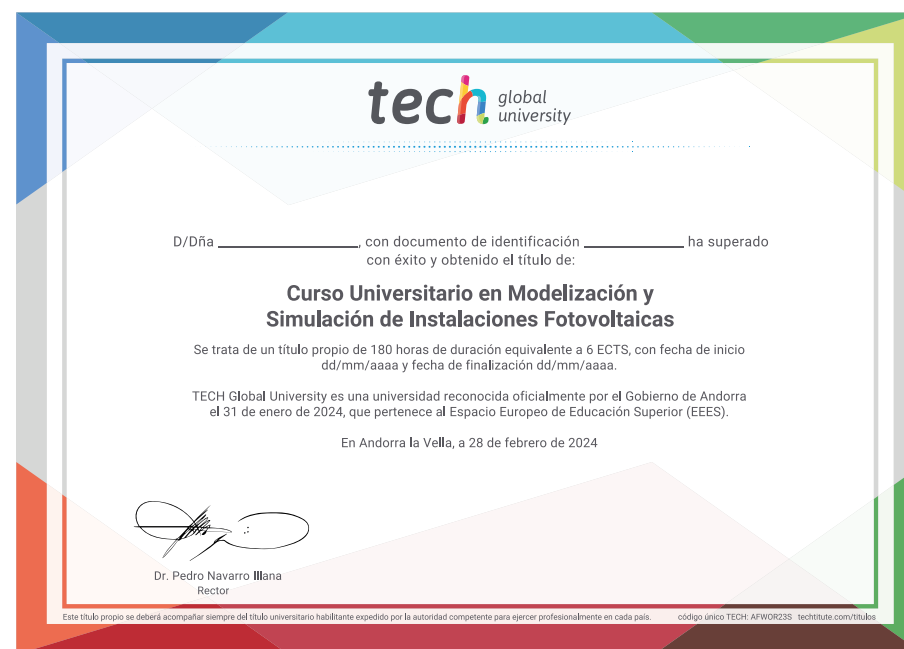 tech global university
D/Dña ______________, con documento de identificación ______________ ha superado
con éxito y obtenido el título de:
Curso Universitario en Modelización y
Simulación de Instalaciones Fotovoltaicas
Se trata de un título propio de 180 horas de duración equivalente a 6 ECTS, con fecha de inicio
dd/mm/aaaa y fecha de finalización dd/mm/aaaa.
TECH Global University es una universidad reconocida oficialmente por el Gobierno de Andorra
el 31 de enero de 2024, que pertenece al Espacio Europeo de Educación Superior (EEES).
En Andorra la Vella, a 28 de febrero de 2024
Dr. Pedro Navarro Illana
Rector
Este título propio se deberá acompañar siempre del título universitario habilitante expedido por la autoridad competente para ejercer profesionalmente en cada país. código único TECH: AFWOR23S techtitute.com/titulos